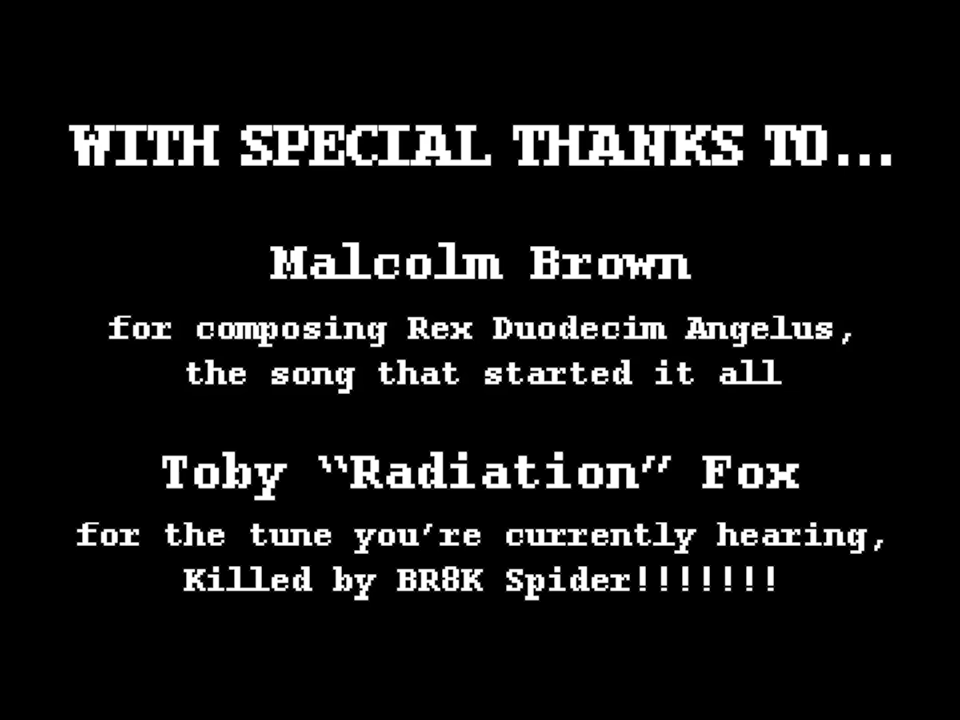 WITH SPECIAL THANKS TO...
Malcolm Brown
for composing Rex Duodecim Angelus,
the song that started it all
Toby “Radiation” Fox
for the tune you're currently hearing,
Killed by BR8K Spider!!!!!!!